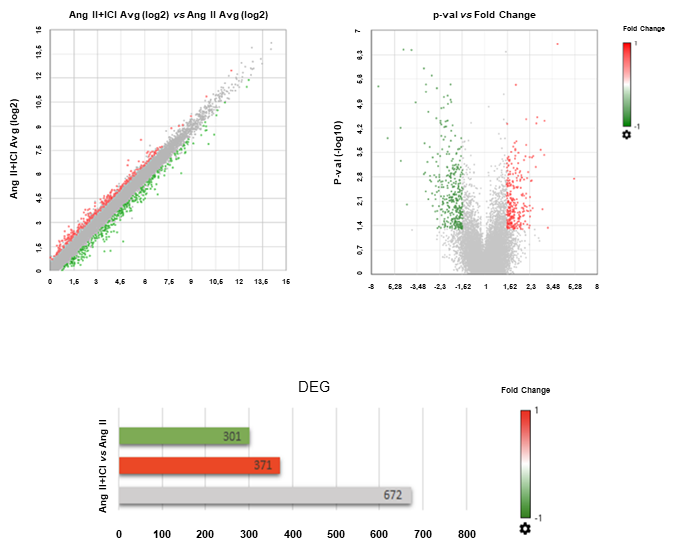 Ang II+ICI Avg (log2) vs Ang II Avg (log2)
Ang II+ICI Avg (log2)
15
13,5
12
10,5
9
7,5
6
4,5
3
1,5
0
0 1,5 3 4,5 6 7,5 9 10,5 12 13,5 15
p-val vs Fold Change
P-val (-log10)
7
6,3
5,6
4,9
4,2
3,5
2,8
2,1
1,4
0,7
0
-8 -6,28 -3,48 -2,3 -1,62 1 1,62 2,3 3,48 6,28 8
Fold Change
1
-1
DEG
Ang II+ICI vs Ang II
301
371
672
0 100 200 300 400 500 600 700 800
Fold Change
1
-1